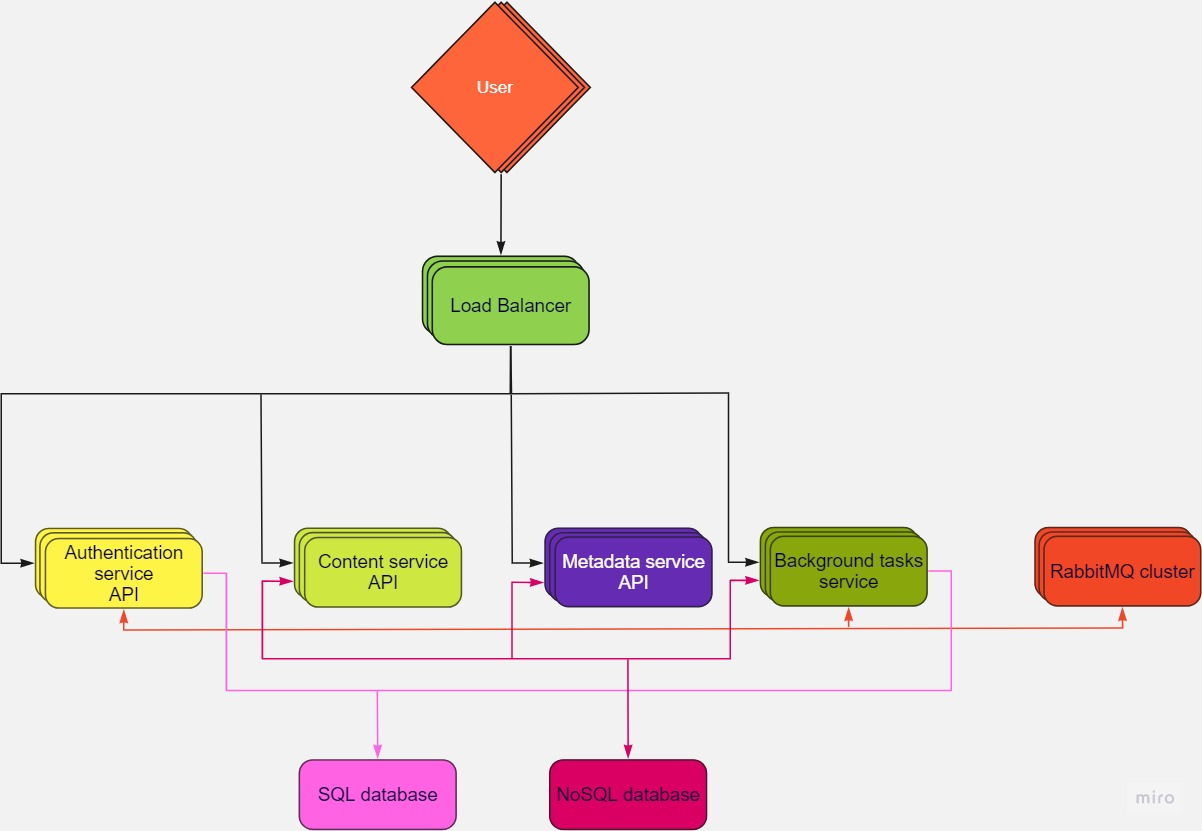 User
Load Balancer
Authentication
service
API
Content service
API
Metadata service
API
Background tasks
service
RabbitMQ cluster
SQL database
NoSQL database
miro